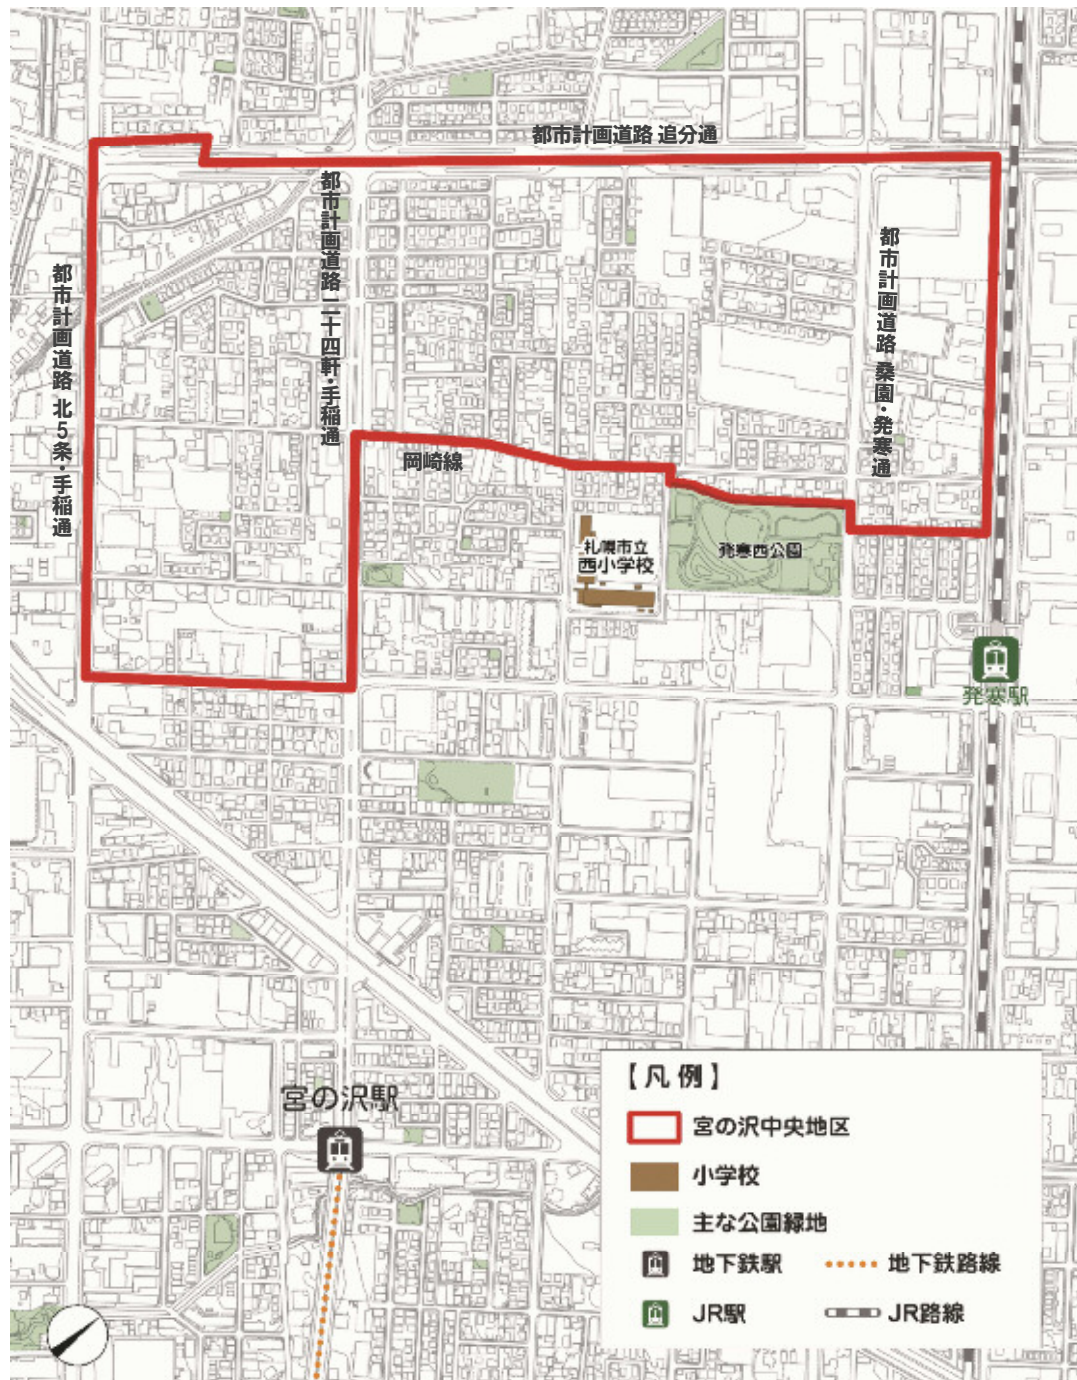 都市計画道路 追分通
都市計画道路 二十四軒・手稲通
都市計画道路 桑園・発寒通
都市計画道路 北5条・手稲通
岡崎線
札幌市立
西小学校
発寒西公園
発寒駅
宮の沢駅
【凡例】
宮の沢中央地区
小学校
主な公園緑地
地下鉄駅
地下鉄路線
JR駅
JR路線